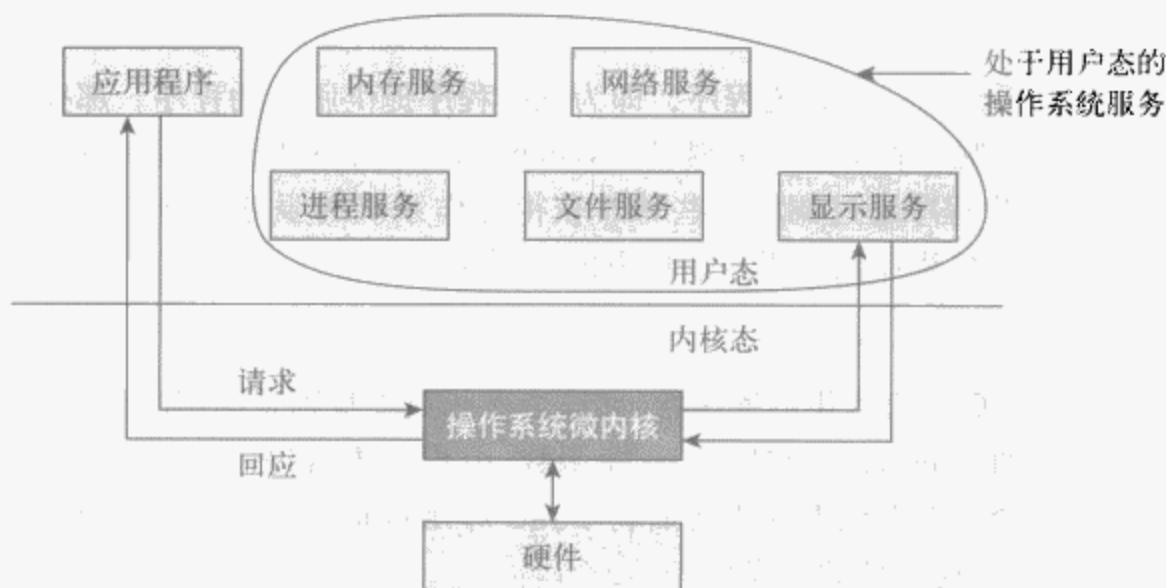 应用程序
内存服务
网络服务
处于用户态的
操作系统服务
进程服务
文件服务
显示服务
用户态
内核态
请求
操作系统微内核
回应
硬件